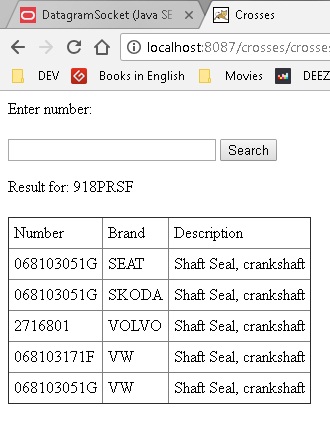 DatagramSocket (Java SE
Crosses
localhost:8087/crosses/crosse
DEV Books in English Movies DEEZ
Enter number:
Search
Result for: 918PRSF
Number Brand Description
068103051G SEAT Shaft Seal, crankshaft
068103051G SKODA Shaft Seal, crankshaft
2716801 VOLVO Shaft Seal, crankshaft
068103171F VW Shaft Seal, crankshaft
068103051G VW Shaft Seal, crankshaft